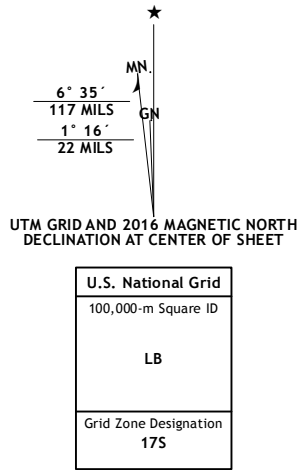 MN.
GN
6° 35´
117 MILS
1° 16´
22 MILS
UTM GRID AND 2016 MAGNETIC NORTH
DECLINATION AT CENTER OF SHEET
U.S. National Grid
100,000-m Square ID
LB
Grid Zone Designation
17S